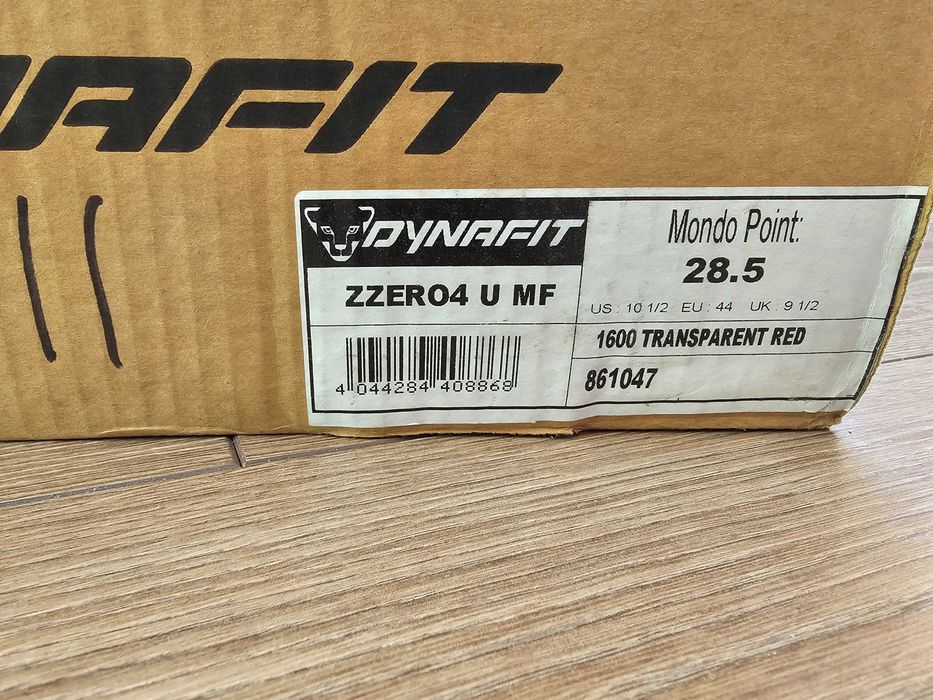 NAFIT
DYNAFIT
ZZERO4 U MF
4 044284 408868
Mondo Point:
28.5
US : 10 1/2 EU : 44 UK : 9 1/2
1600 TRANSPARENT RED
861047